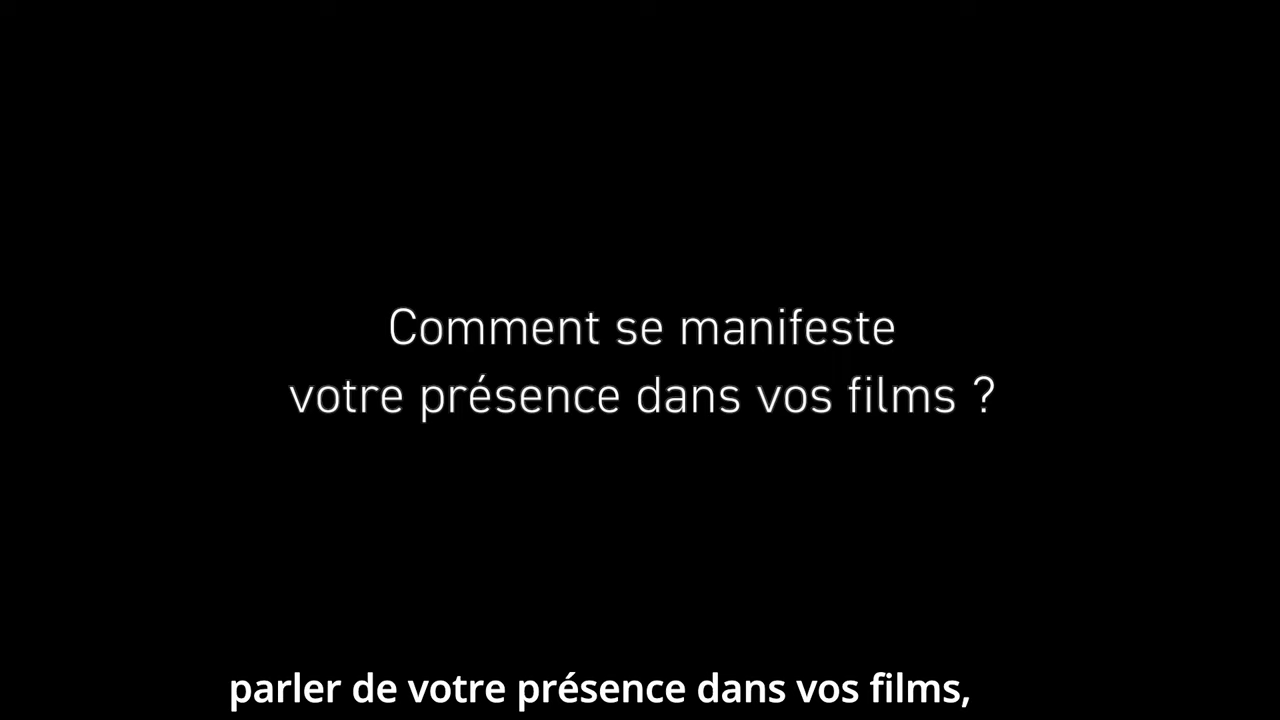 Comment se manifeste
votre présence dans vos films ?
parler de votre présence dans vos films,